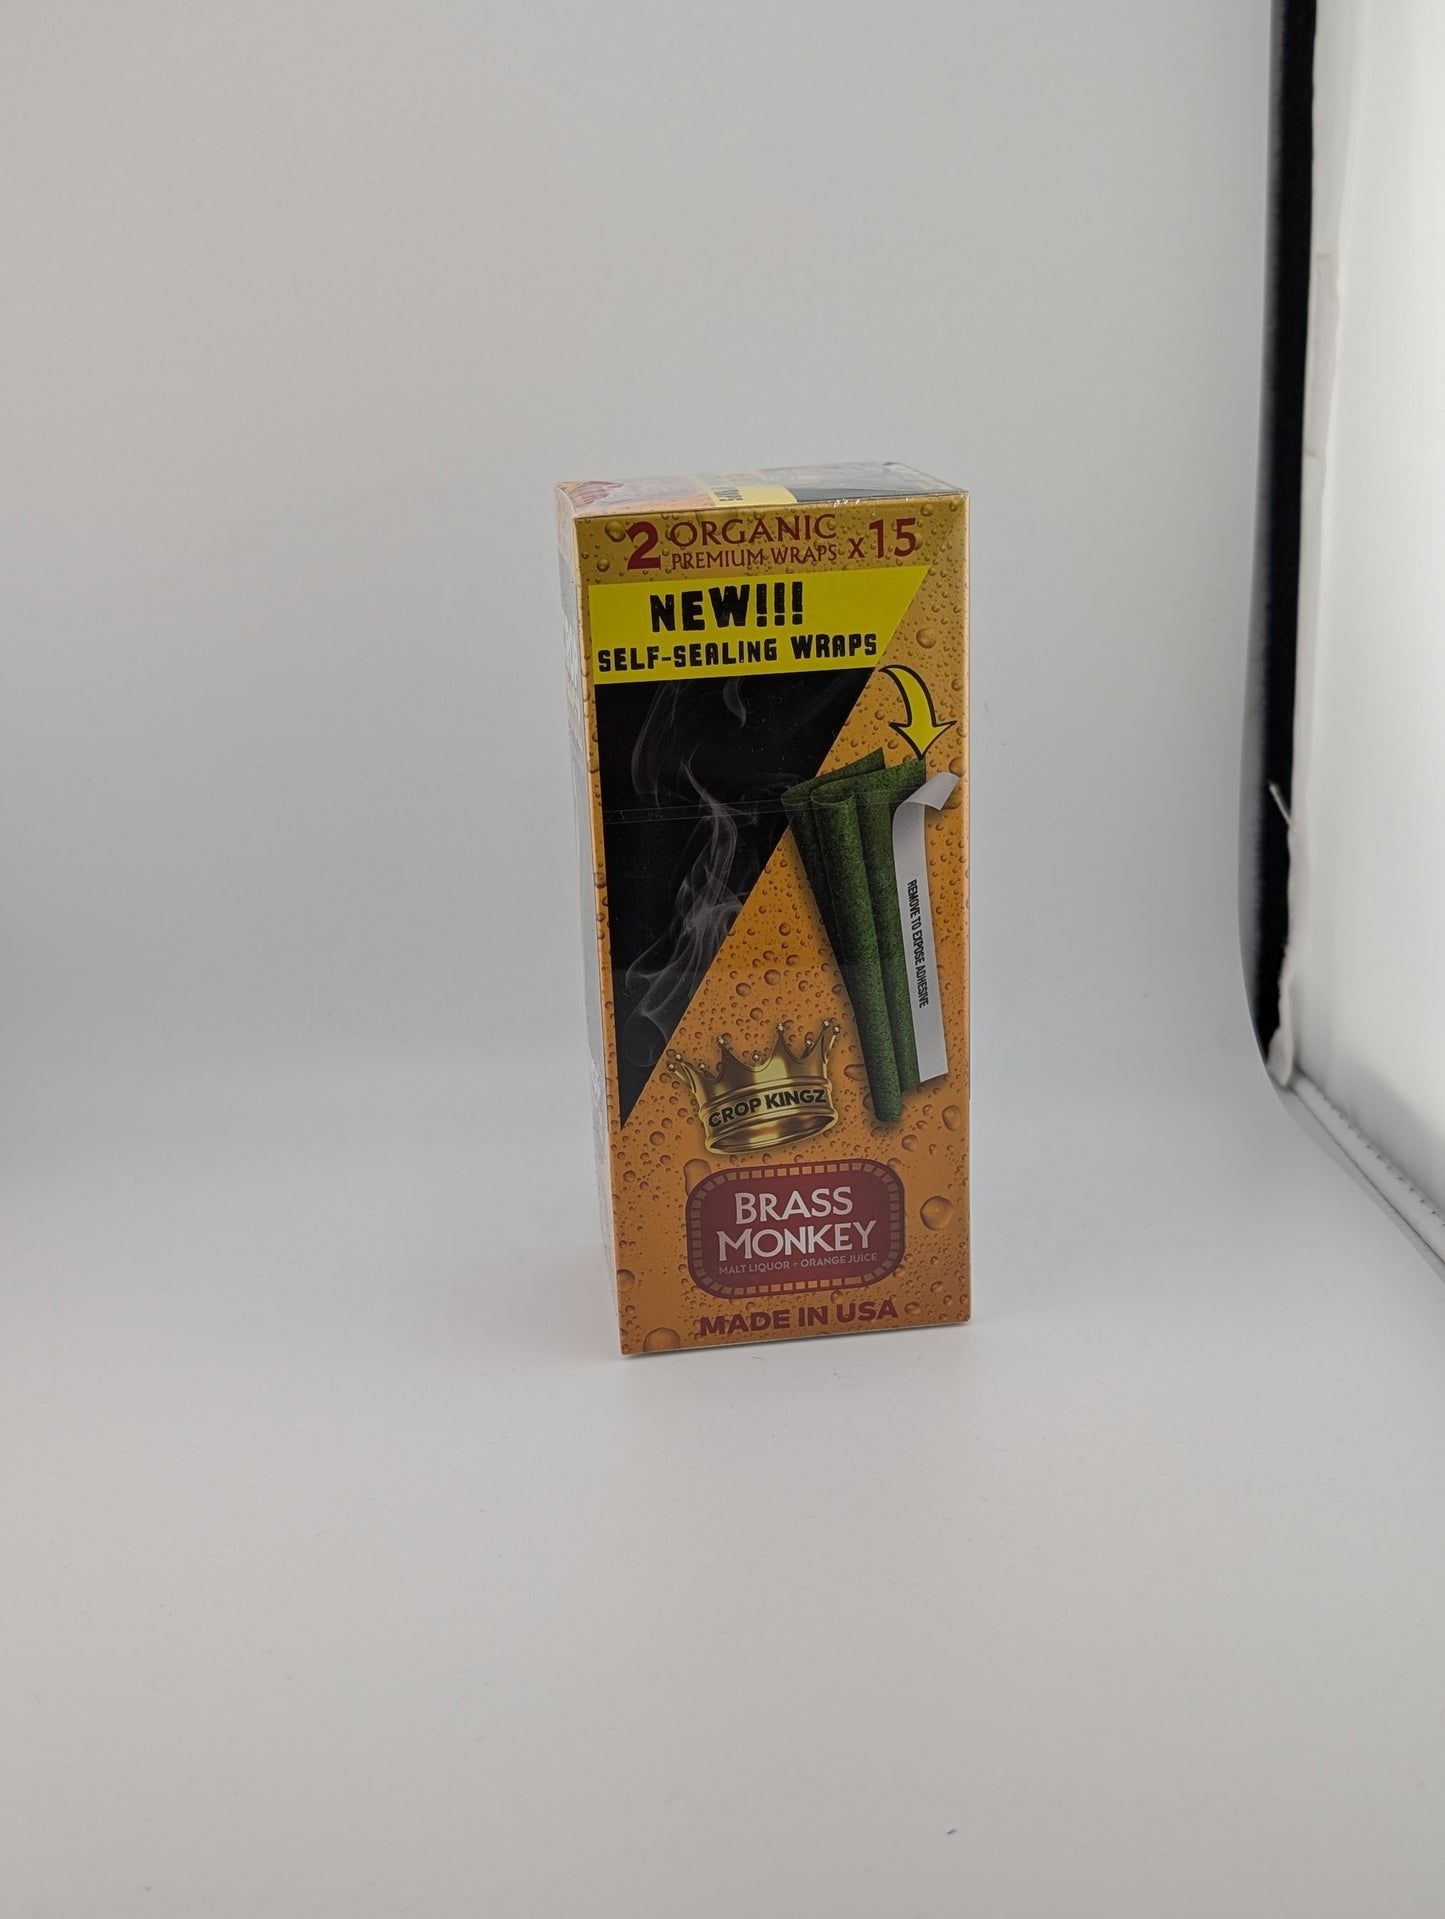 2 ORGANIC
PREMIUM WRAPS x15
NEW!!!
SELF-SEALING WRAPS
REMOVE TO EXPOSE ADHESIVE
CROP KINGZ
BRASS
MONKEY
MALT LIQUOR + ORANGE JUICE
MADE IN USA